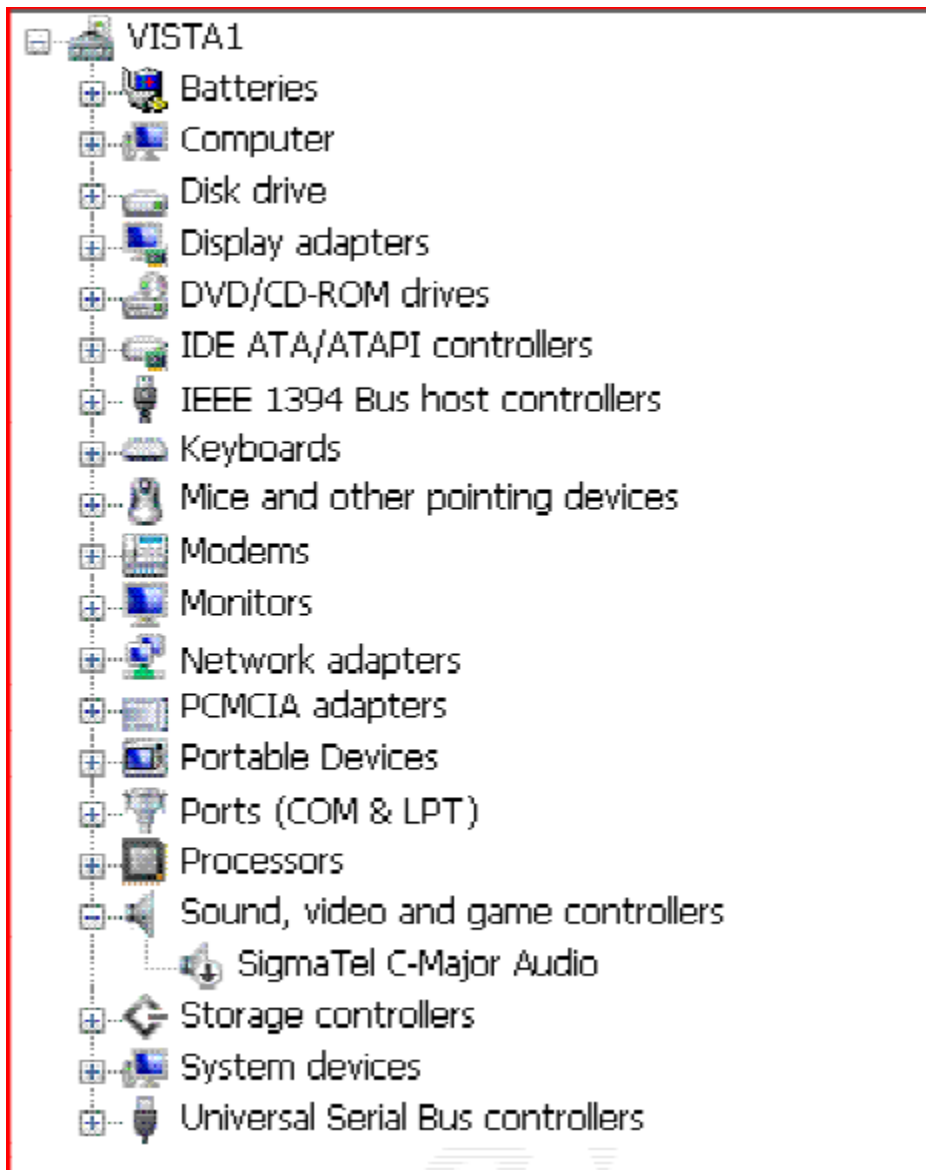 VISTA1
Batteries
Computer
Disk drive
Display adapters
DVD/CD-ROM drives
IDE ATA/ATAPI controllers
IEEE 1394 Bus host controllers
Keyboards
Mice and other pointing devices
Modems
Monitors
Network adapters
PCMCIA adapters
Portable Devices
Ports (COM & LPT)
Processors
Sound, video and game controllers
SigmaTel C-Major Audio
Storage controllers
System devices
Universal Serial Bus controllers